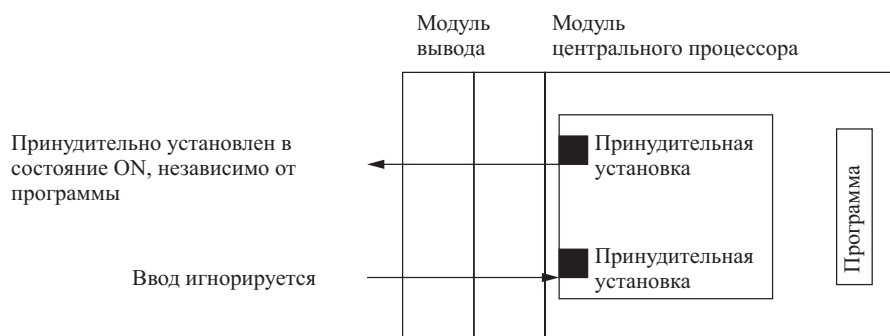 Модуль
вывода
Модуль
центрального процессора
Принудительно установлен в
состояние ON, независимо от
программы
Принудительная
установка
Ввод игнорируется
Принудительная
установка
Программа